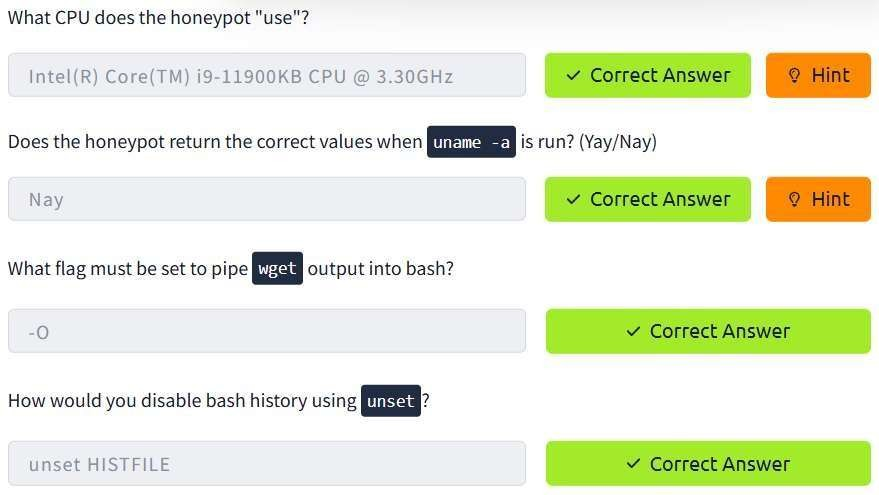 What CPU does the honeypot "use"?
Intel(R) Core(TM) i9-11900KB CPU @ 3.30GHz
Correct Answer
Hint
Does the honeypot return the correct values when uname -a is run? (Yay/Nay)
Nay
Correct Answer
Hint
What flag must be set to pipe wget output into bash?
-O
Correct Answer
How would you disable bash history using unset?
unset HISTFILE
Correct Answer